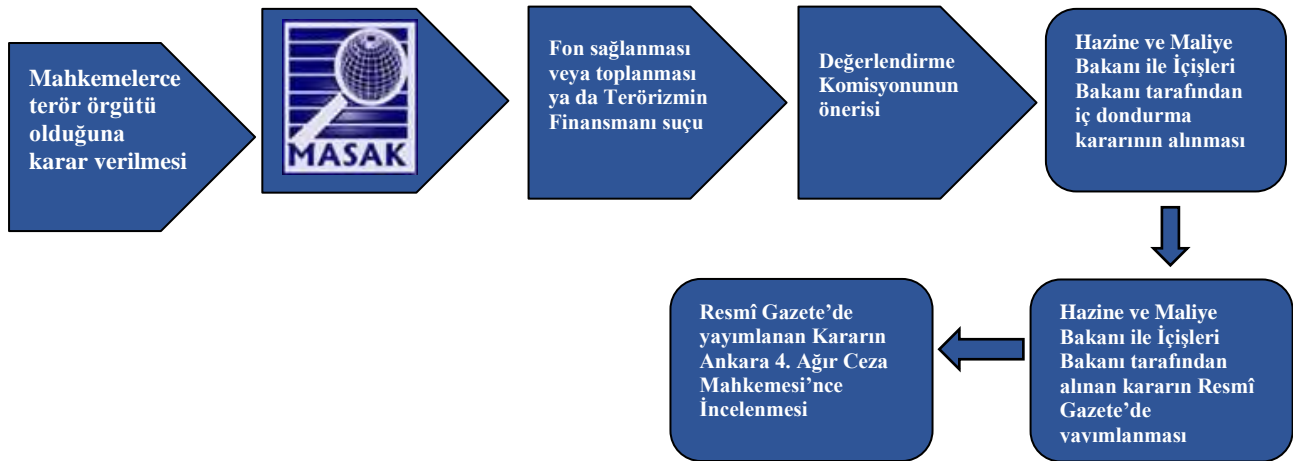 Mahkemelerce
terör örgütü
olduğuna
karar verilmesi
MASAK
Fon sağlanması
veya toplanması
ya da Terörizmin
Finansmanı suçu
Değerlendirme
Komisyonunun
önerisi
Hazine ve Maliye
Bakanı ile İçişleri
Bakanı tarafından
iç dondurma
kararının alınması
Hazine ve Maliye
Bakanı ile İçişleri
Bakanı tarafından
alınan kararın Resmî
Gazete’de
yayımlanması
Resmî Gazete’de
yayımlanan Kararın
Ankara 4. Ağır Ceza
Mahkemesi’nce
İncelenmesi